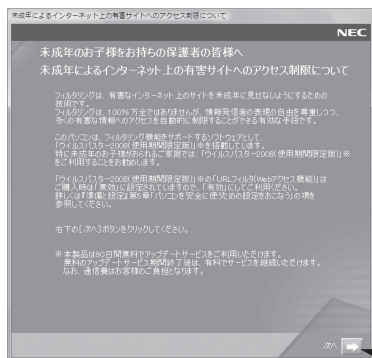 未成年によるインターネット上の有害サイトへのアクセス制限について
NEC
未成年のお子様をお持ちの保護者の皆様へ
未成年によるインターネット上の有害サイトへのアクセス制限について
フィルタリングは、有害なインターネット上のサイトを未成年に見せないようにするための
技術です。
フィルタリングは、100%万全ではありませんが、情報発信者の表現の自由を尊重しつつ、
多くの有害な情報へのアクセスを自動的に制限することができる有効な手段です。
このパソコンは、フィルタリング機能をサポートするソフトウェアとして、
「ウイルスバスター2008(使用期限限定版)」※を搭載しています。
特に未成年のお子様がおられるご家庭では、「ウイルスバスター2008(使用期間限定版)」※
をご利用することをお勧めします。
「ウイルスバスター2008(使用期間限定版)」※の「URLフィルタ(Webアクセス機能)」は
ご購入時は「無効」に設定されていますので、「有効」にしてご利用ください。
詳しくは『準備と設定』第5章「パソコンを安全に使うための設定をおこなう」の項を
参照してください。
右下の[次へ]ボタンをクリックしてください。
※ 本製品は90日間無料でアップデートサービスをご利用いただけます。
無料のアップデートサービス期間終了後は、有料でサービスを継続いただけます。
なお、通信費はお客様のご負担となります。
次へ